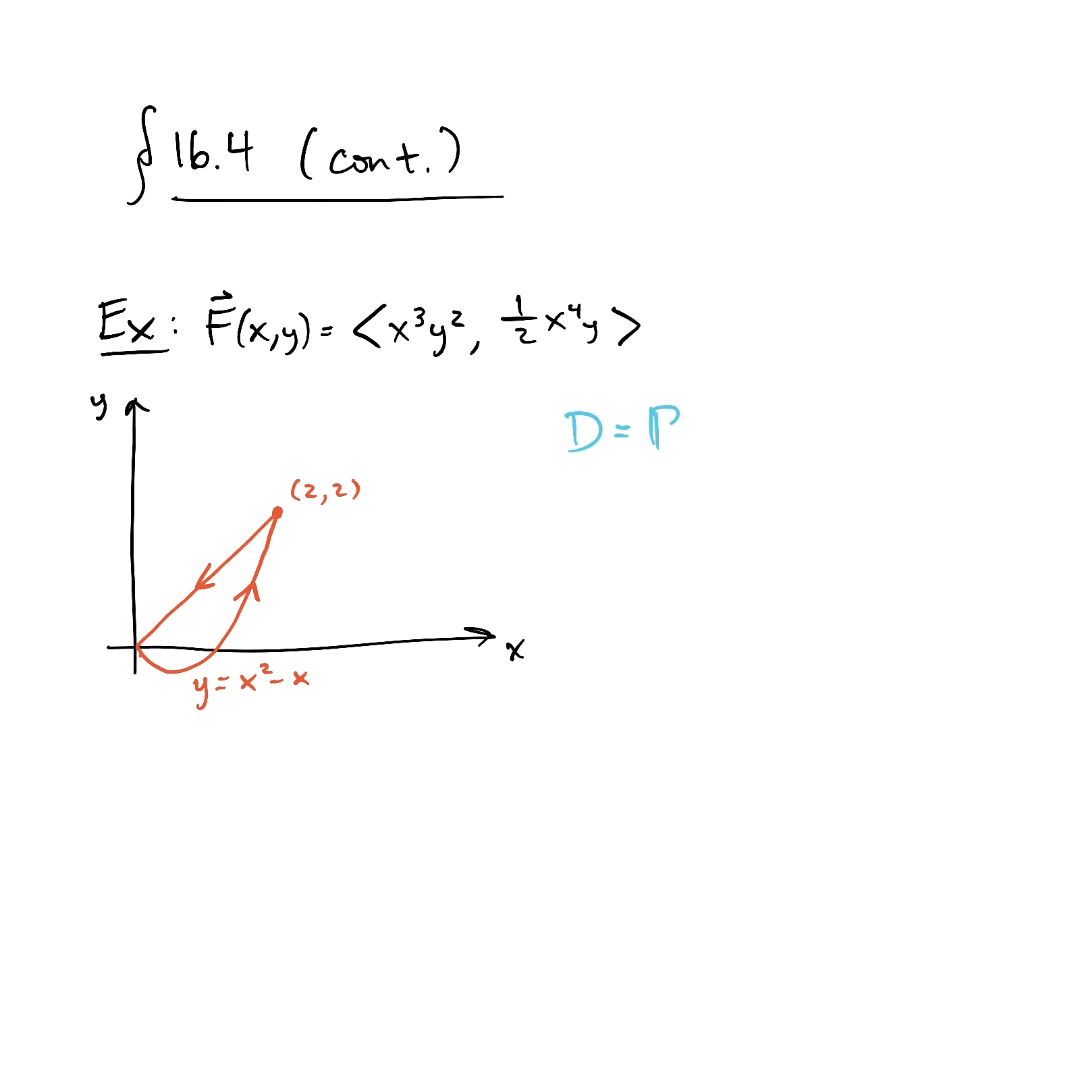 § 16.4 (cont.)
Ex: F⃗(x,y) = <x³y², ½x⁴y>
y
D = ℙ
(2,2)
x
y = x² - x